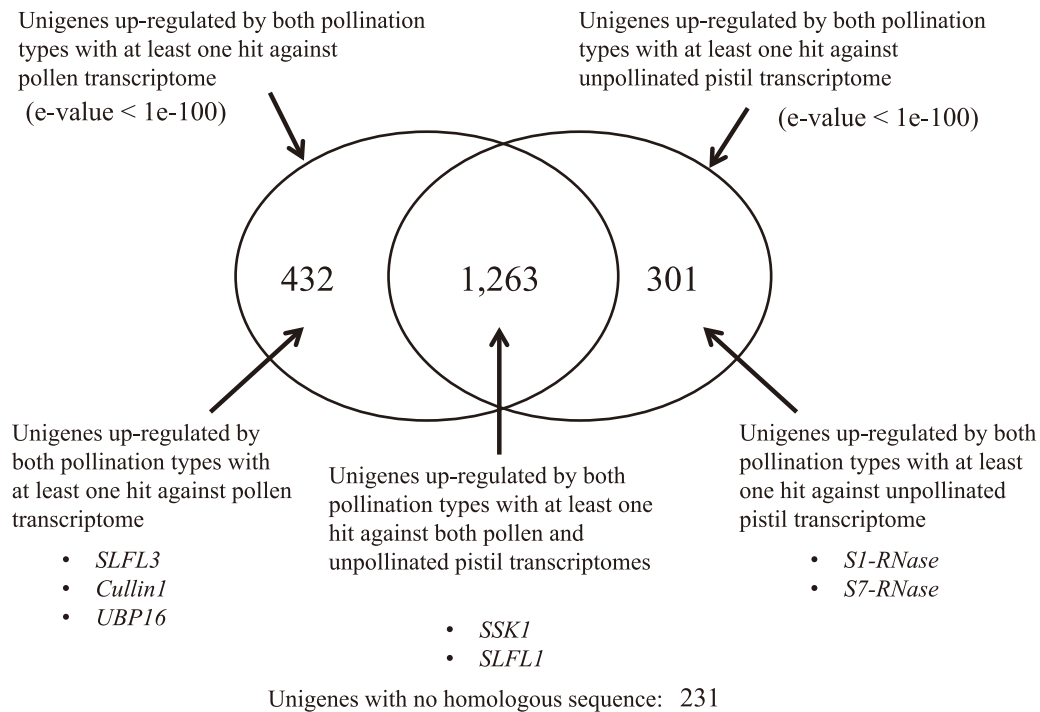 Unigenes up-regulated by both pollination
types with at least one hit against
pollen transcriptome
(e-value < 1e-100)
Unigenes up-regulated by both pollination
types with at least one hit against
unpollinated pistil transcriptome
(e-value < 1e-100)
432
1,263
301
Unigenes up-regulated by
both pollination types with
at least one hit against pollen
transcriptome
• SLFL3
• Cullin1
• UBP16
Unigenes up-regulated by both
pollination types with at least one
hit against both pollen and
unpollinated pistil transcriptomes
• SSK1
• SLFL1
Unigenes up-regulated by both
pollination types with at least
one hit against unpollinated
pistil transcriptome
• S1-RNase
• S7-RNase
Unigenes with no homologous sequence: 231